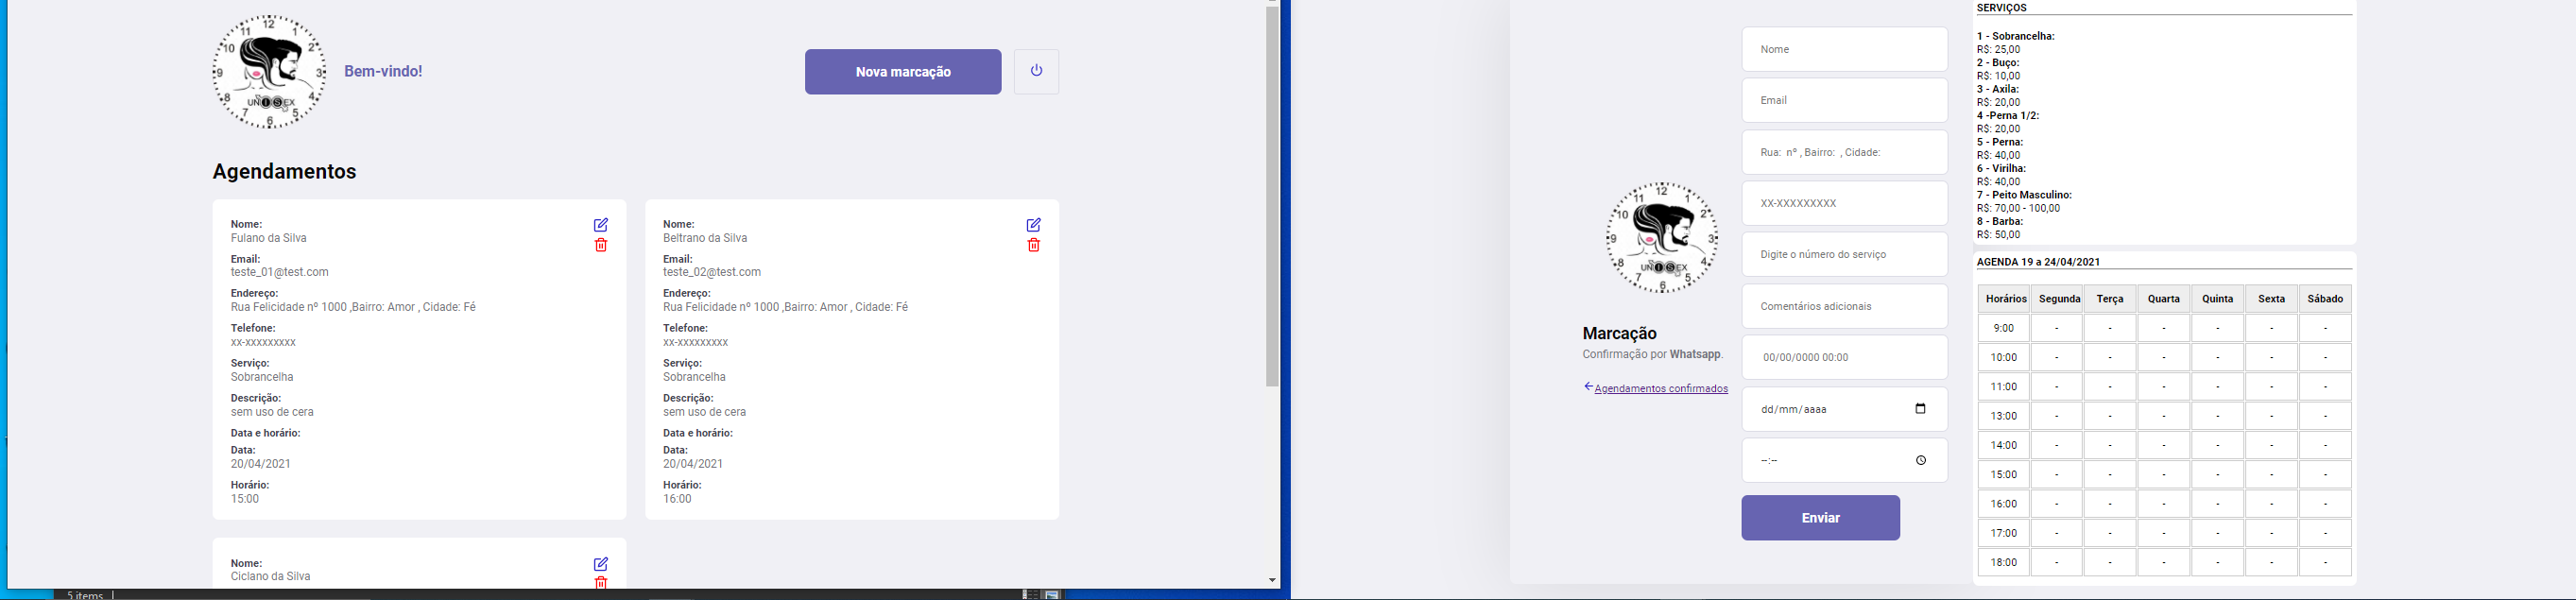 12
11 1
10 2
9 3
8 4
UNISEX
7 5
6
Bem-vindo!
Nova marcação
Agendamentos
Nome:
Fulano da Silva
Email:
teste_01@test.com
Endereço:
Rua Felicidade nº 1000 ,Bairro: Amor , Cidade: Fé
Telefone:
xx-xxxxxxxxx
Serviço:
Sobrancelha
Descrição:
sem uso de cera
Data e horário:
Data:
20/04/2021
Horário:
15:00
Nome:
Beltrano da Silva
Email:
teste_02@test.com
Endereço:
Rua Felicidade nº 1000 ,Bairro: Amor , Cidade: Fé
Telefone:
xx-xxxxxxxxx
Serviço:
Sobrancelha
Descrição:
sem uso de cera
Data e horário:
Data:
20/04/2021
Horário:
16:00
Nome:
Ciclano da Silva
5 items
12
11 1
10 2
9 3
8 4
UNISEX
7 5
6
Marcação
Confirmação por Whatsapp.
Agendamentos confirmados
Nome
Email
Rua: nº , Bairro: , Cidade:
XX-XXXXXXXXX
Digite o número do serviço
Comentários adicionais
00/00/0000 00:00
dd/mm/aaaa
--:--
Enviar
SERVIÇOS
1 - Sobrancelha:
R$: 25,00
2 - Buço:
R$: 10,00
3 - Axila:
R$: 20,00
4 -Perna 1/2:
R$: 20,00
5 - Perna:
R$: 40,00
6 - Virilha:
R$: 40,00
7 - Peito Masculino:
R$: 70,00 - 100,00
8 - Barba:
R$: 50,00
AGENDA 19 a 24/04/2021
Horários Segunda Terça Quarta Quinta Sexta Sábado
9:00 - - - - - -
10:00 - - - - - -
11:00 - - - - - -
13:00 - - - - - -
14:00 - - - - - -
15:00 - - - - - -
16:00 - - - - - -
17:00 - - - - - -
18:00 - - - - - -